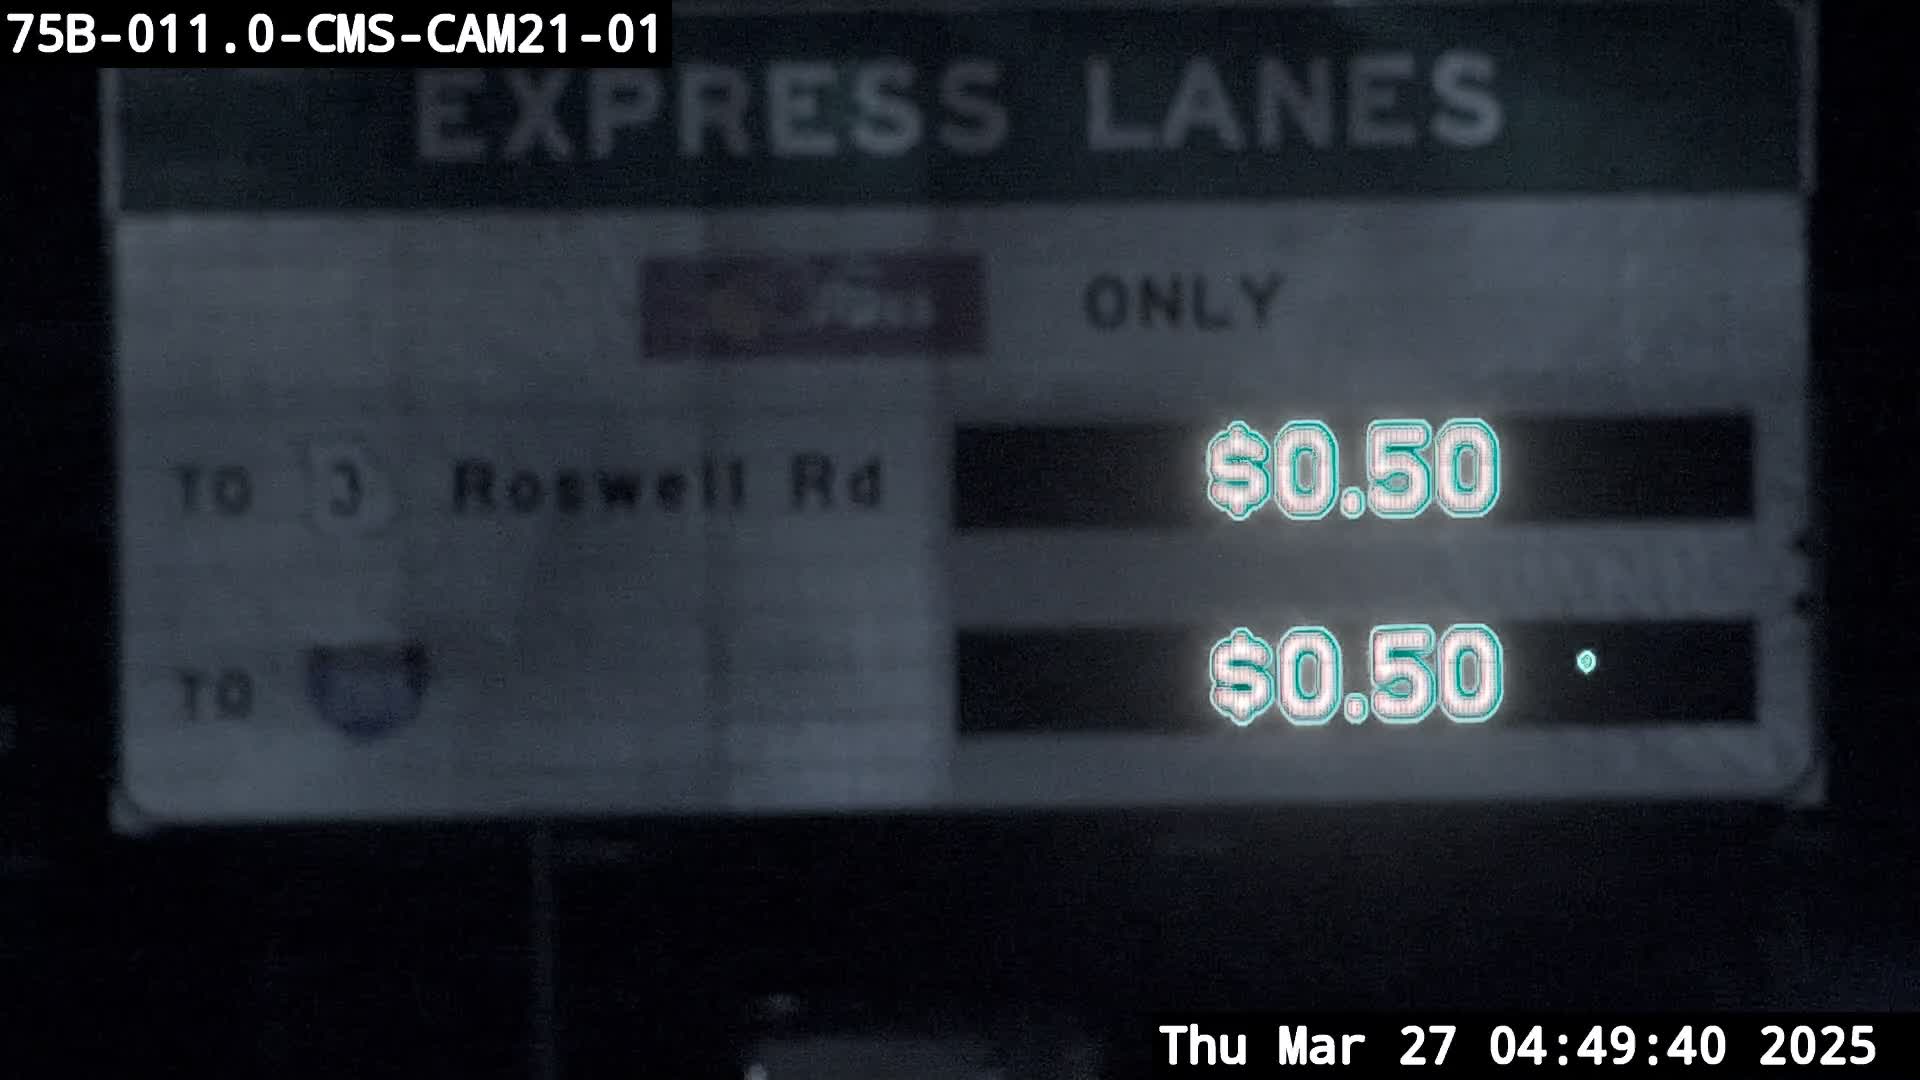 75B-011.0-CMS-CAM21-01
EXPRESS LANES
ONLY
TO 3 Roswell Rd $0.50
TO $0.50
Thu Mar 27 04:49:40 2025